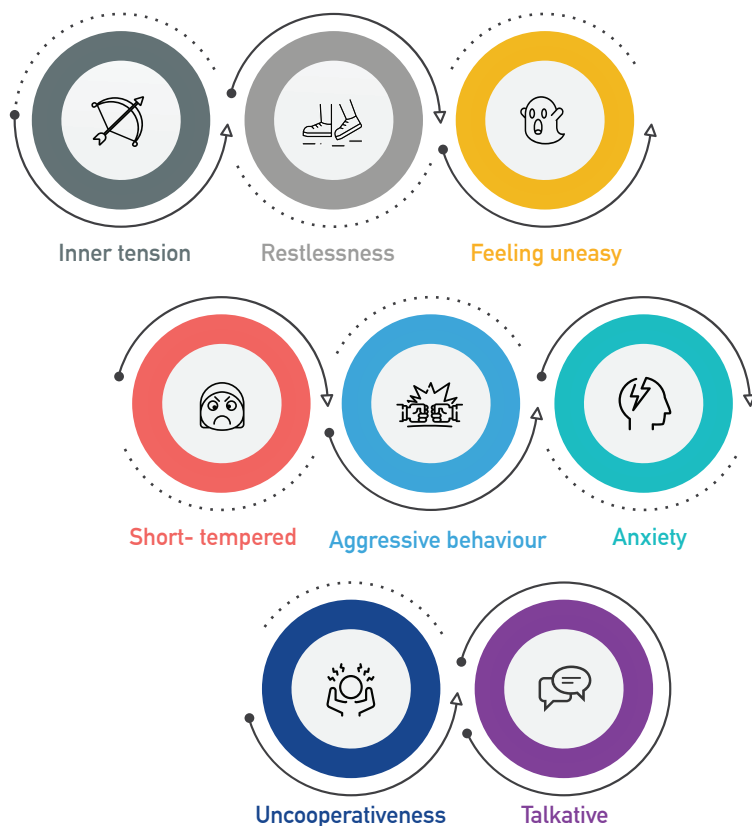 Inner tension
Restlessness
Feeling uneasy
Short- tempered
Aggressive behaviour
Anxiety
Uncooperativeness
Talkative